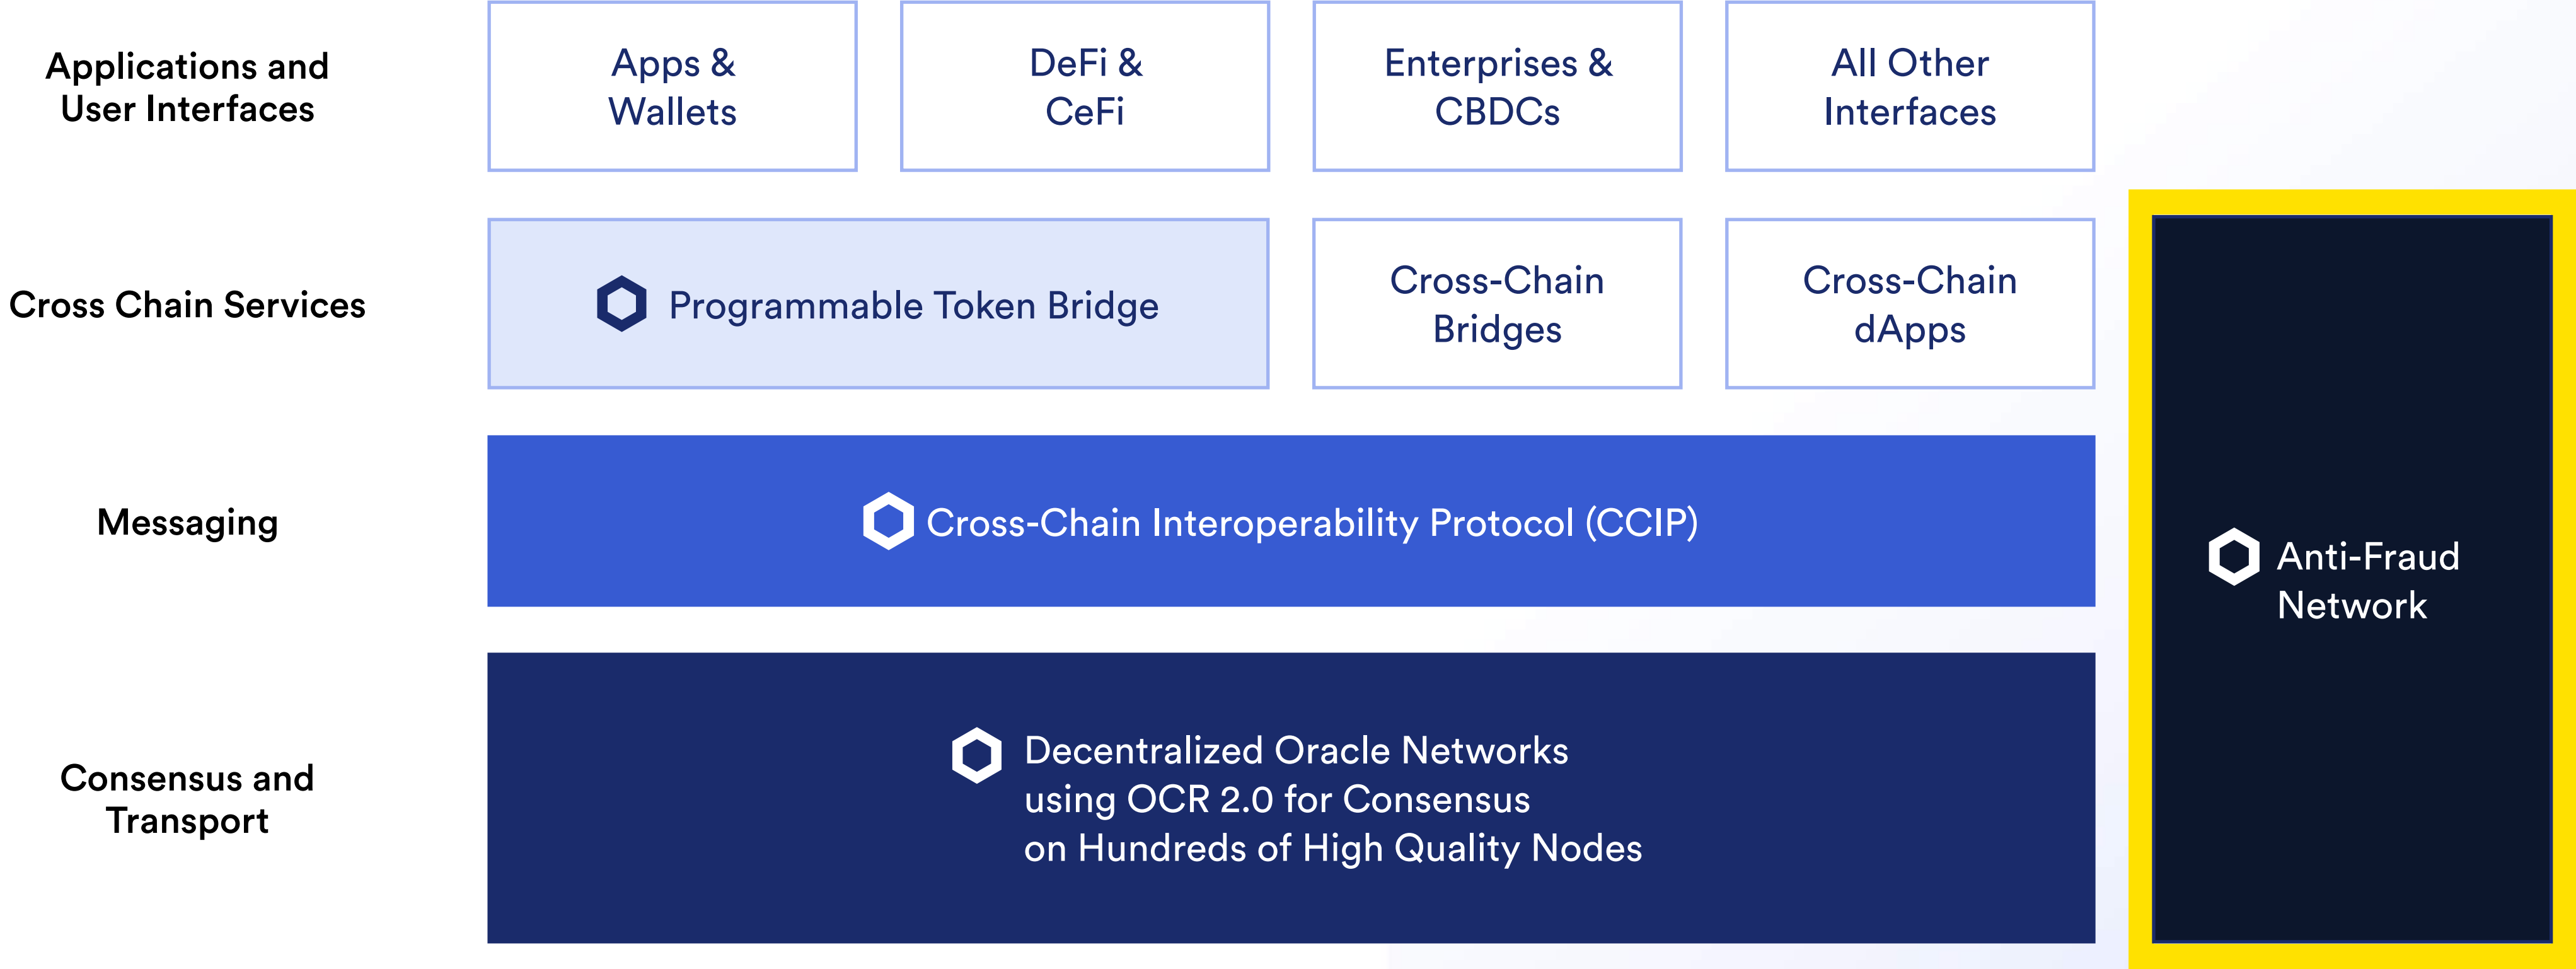 Applications and
User Interfaces
Apps &
Wallets
DeFi &
CeFi
Enterprises &
CBDCs
All Other
Interfaces
Cross Chain Services
Programmable Token Bridge
Cross-Chain
Bridges
Cross-Chain
dApps
Messaging
Cross-Chain Interoperability Protocol (CCIP)
Anti-Fraud
Network
Consensus and
Transport
Decentralized Oracle Networks
using OCR 2.0 for Consensus
on Hundreds of High Quality Nodes